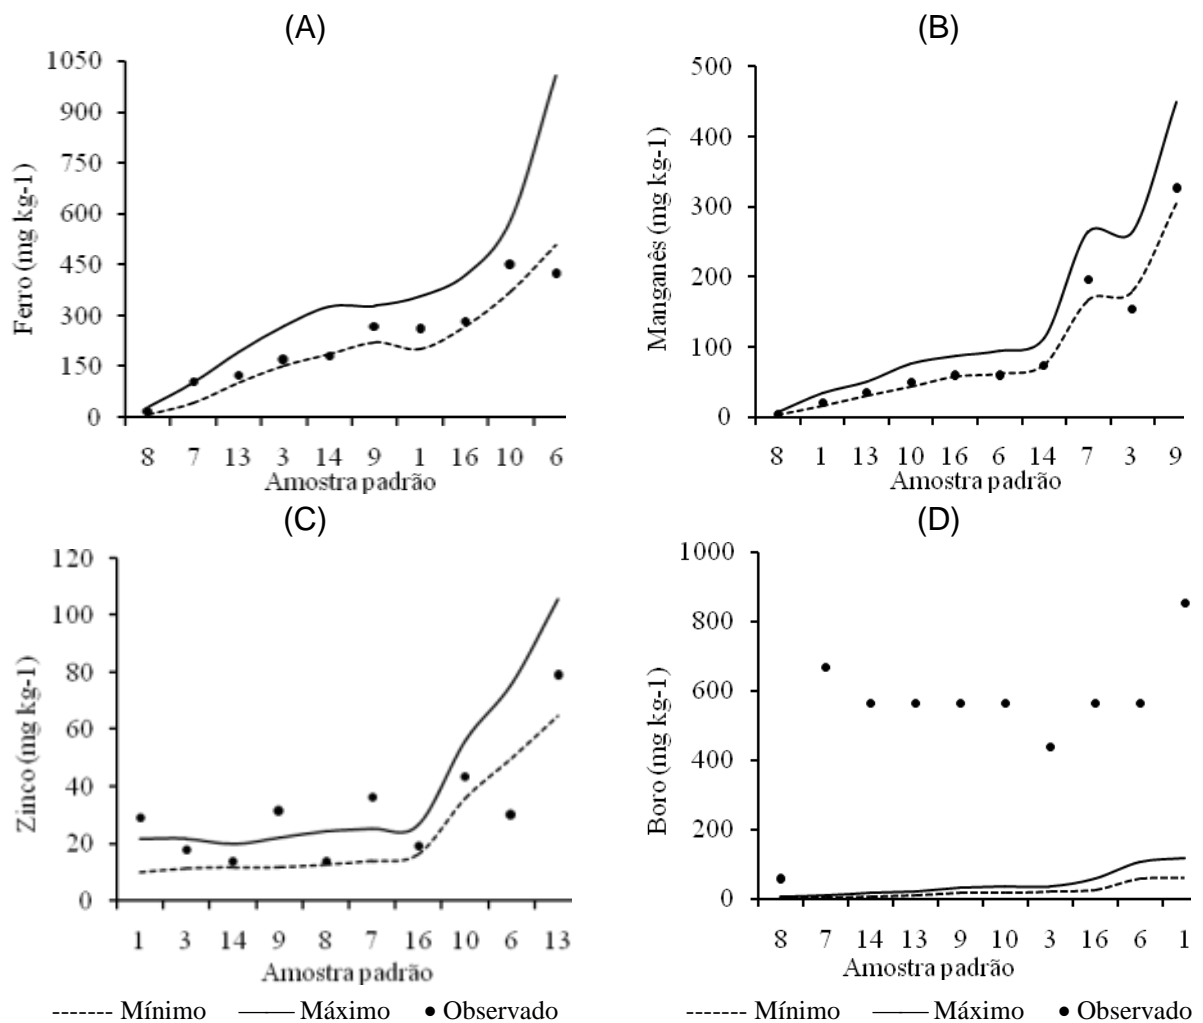 (A)
1050
900
750
600
450
300
150
0
Ferro (mg kg-1)
8 7 13 3 14 9 1 16 10 6
Amostra padrão
(B)
500
400
300
200
100
0
Manganês (mg kg-1)
8 1 13 10 16 6 14 7 3 9
Amostra padrão
(C)
120
100
80
60
40
20
0
Zinco (mg kg-1)
1 3 14 9 8 7 16 10 6 13
Amostra padrão
(D)
1000
800
600
400
200
0
Boro (mg kg-1)
8 7 14 13 9 10 3 16 6 1
Amostra padrão
Mínimo Máximo Observado
Mínimo Máximo Observado